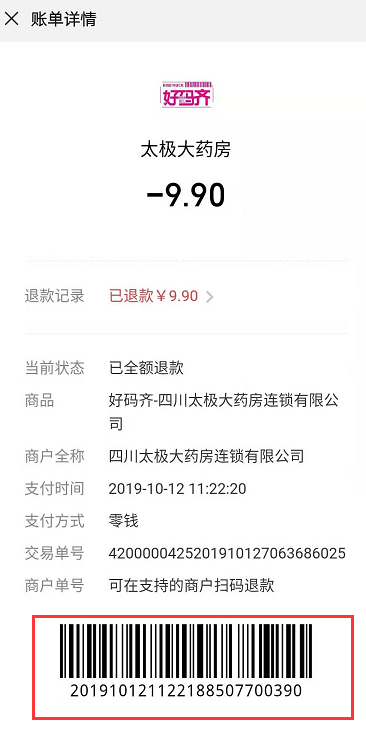 账单详情
好码齐
太极大药房
-9.90
退款记录 已退款￥9.90
当前状态 已全额退款
商品 好码齐-四川太极大药房连锁有限公
司
商户全称 四川太极大药房连锁有限公司
支付时间 2019-10-12 11:22:20
支付方式 零钱
交易单号 4200000425201910127063686025
商户单号 可在支持的商户扫码退款
201910121122188507700390